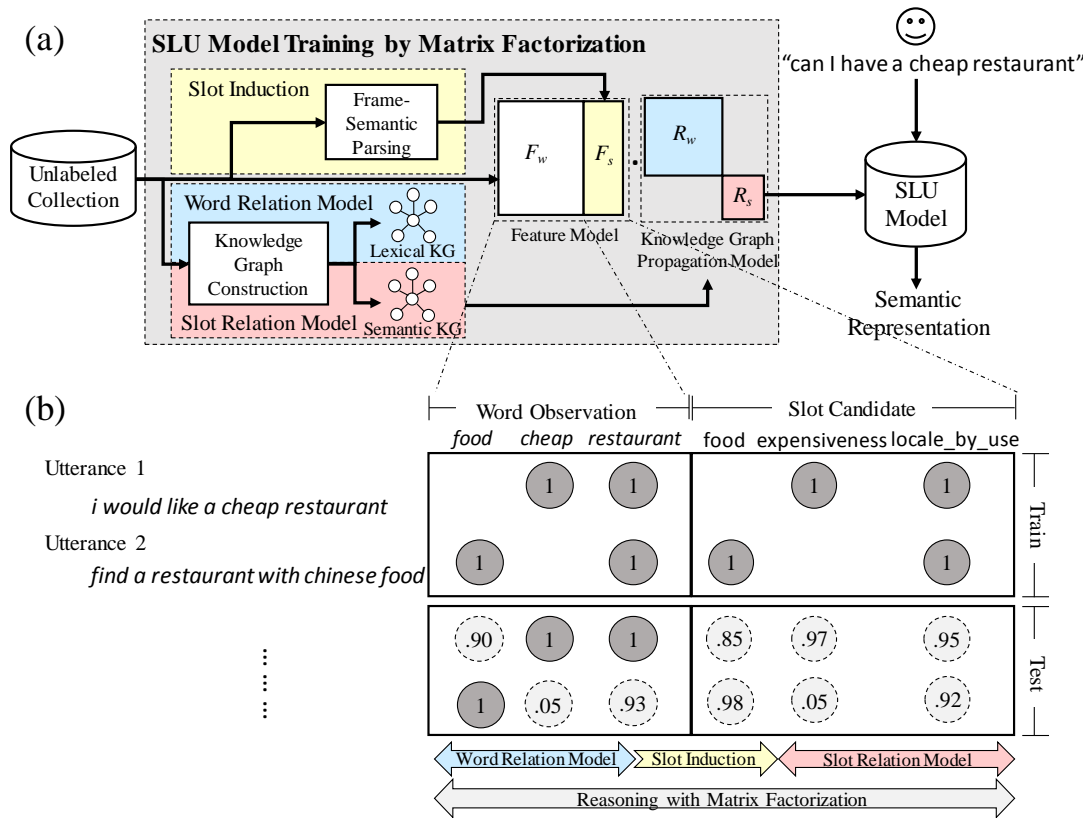 (a)
SLU Model Training by Matrix Factorization
"can I have a cheap restaurant"
Slot Induction
Frame-
Semantic
Parsing
Unlabeled
Collection
Word Relation Model
Lexical KG
Knowledge
Graph
Construction
Slot Relation Model
Semantic KG
F_w
F_s
Feature Model
.
R_w
R_s
Knowledge Graph
Propagation Model
SLU
Model
Semantic
Representation
(b)
Word Observation
Slot Candidate
food cheap restaurant food expensiveness locale_by_use
Utterance 1
i would like a cheap restaurant
1 1 1 1
Utterance 2
find a restaurant with chinese food
1 1 1 1
Train
.90 1 1 .85 .97 .95
1 .05 .93 .98 .05 .92
Test
Word Relation Model Slot Induction Slot Relation Model
Reasoning with Matrix Factorization